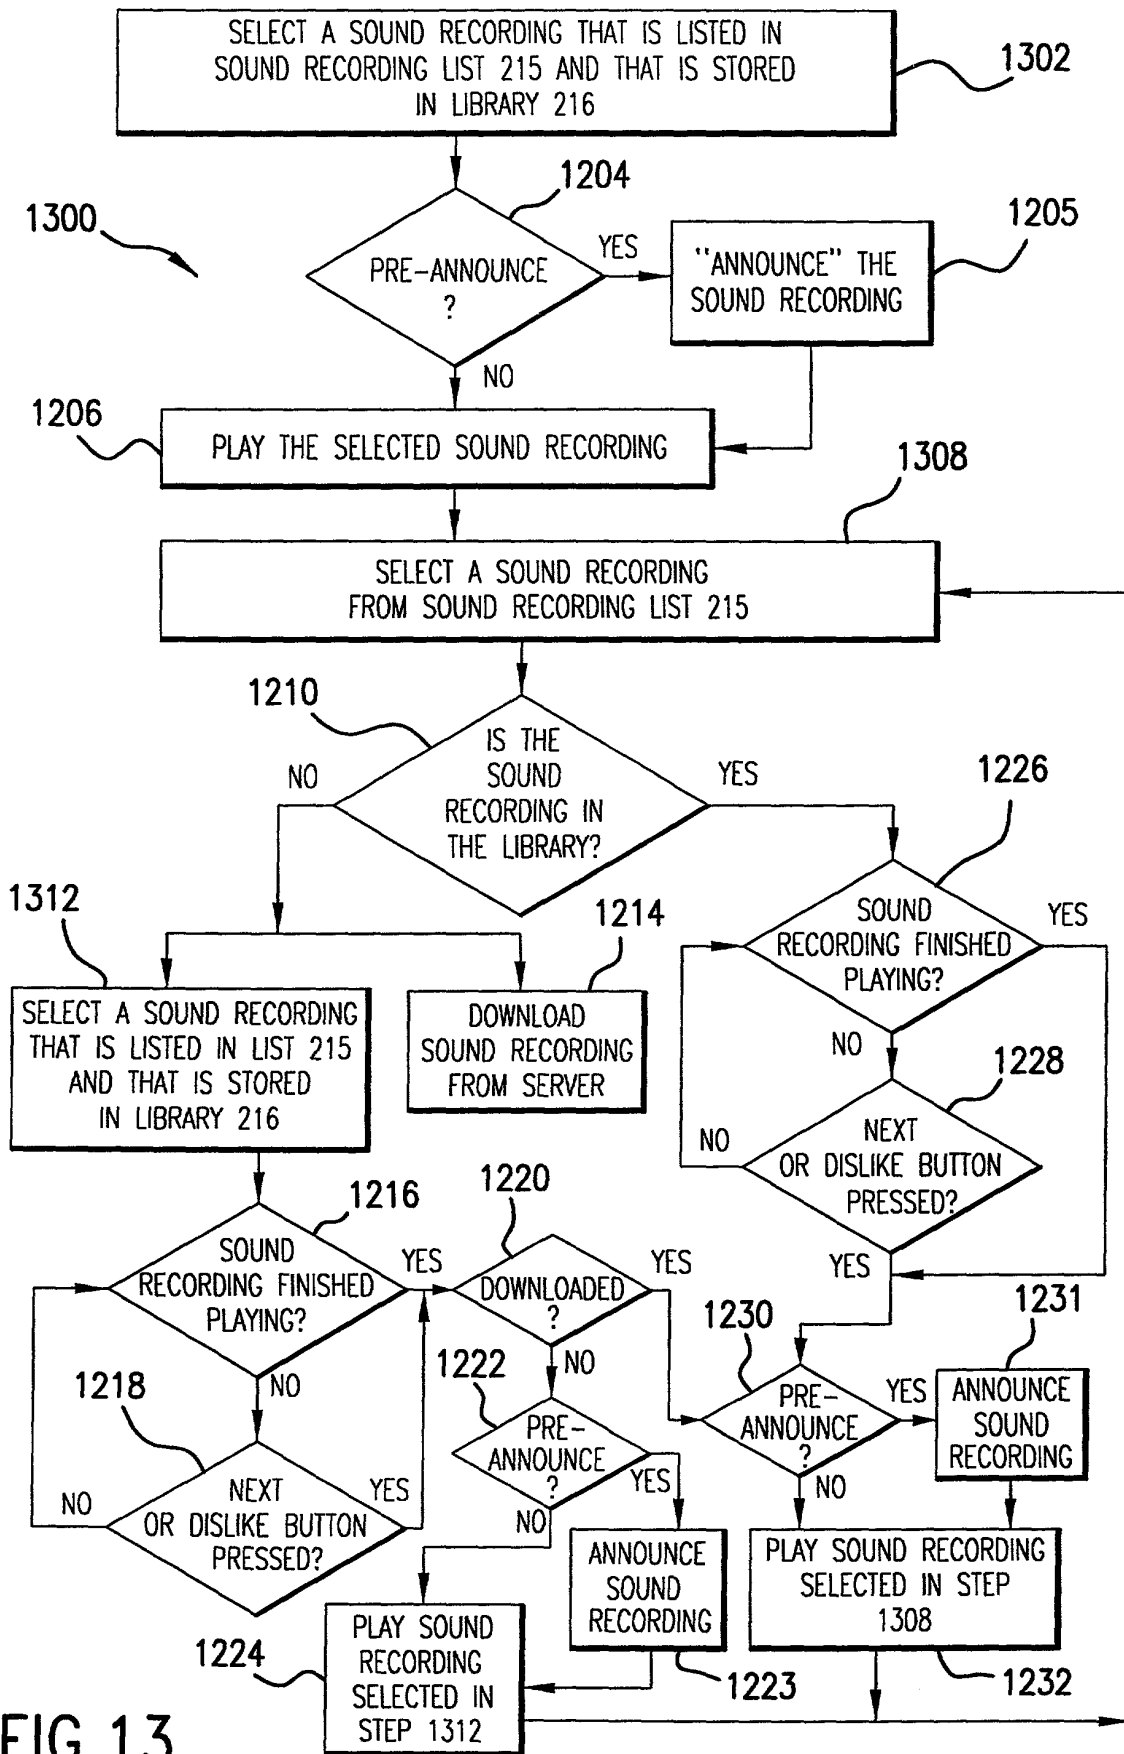 SELECT A SOUND RECORDING THAT IS LISTED IN
SOUND RECORDING LIST 215 AND THAT IS STORED
IN LIBRARY 216
1302
1204
1300
PRE-ANNOUNCE
?
YES
NO
1205
"ANNOUNCE" THE
SOUND RECORDING
1206
PLAY THE SELECTED SOUND RECORDING
1308
SELECT A SOUND RECORDING
FROM SOUND RECORDING LIST 215
1210
IS THE
SOUND
RECORDING IN
THE LIBRARY?
NO
YES
1226
SOUND
RECORDING FINISHED
PLAYING?
YES
NO
1228
NEXT
OR DISLIKE BUTTON
PRESSED?
NO
YES
1312
SELECT A SOUND RECORDING
THAT IS LISTED IN LIST 215
AND THAT IS STORED
IN LIBRARY 216
1214
DOWNLOAD
SOUND RECORDING
FROM SERVER
1216
SOUND
RECORDING FINISHED
PLAYING?
YES
NO
1218
NEXT
OR DISLIKE BUTTON
PRESSED?
NO
YES
1220
DOWNLOADED
?
YES
NO
1222
PRE-
ANNOUNCE
?
YES
NO
1230
PRE-
ANNOUNCE
?
YES
NO
1231
ANNOUNCE
SOUND
RECORDING
ANNOUNCE
SOUND
RECORDING
1223
PLAY SOUND RECORDING
SELECTED IN STEP
1308
1232
1224
PLAY SOUND
RECORDING
SELECTED IN
STEP 1312
FIG.13